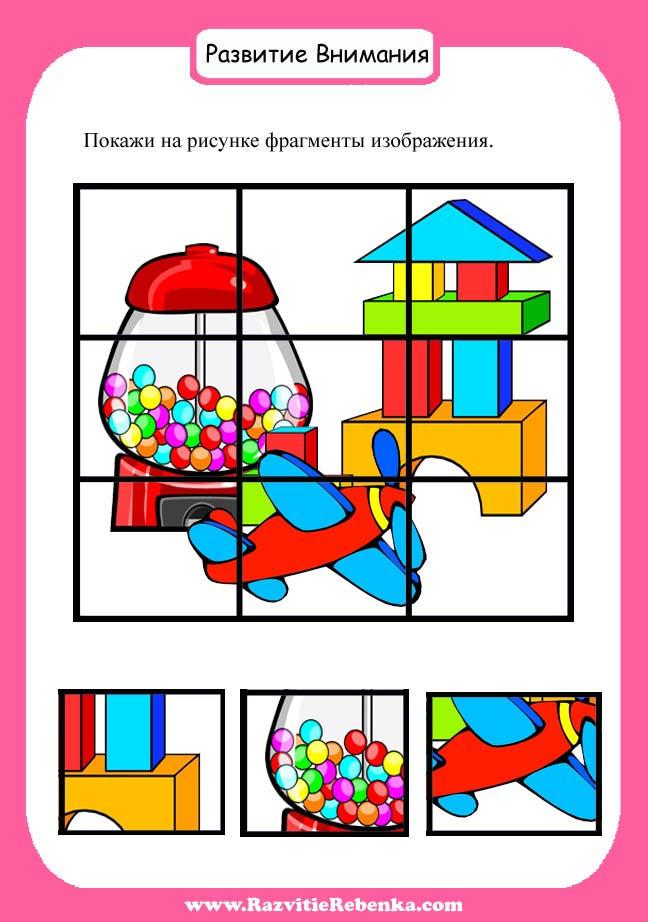 Развитие Внимания
Покажи на рисунке фрагменты изображения.
www.RazvitieRebenka.com